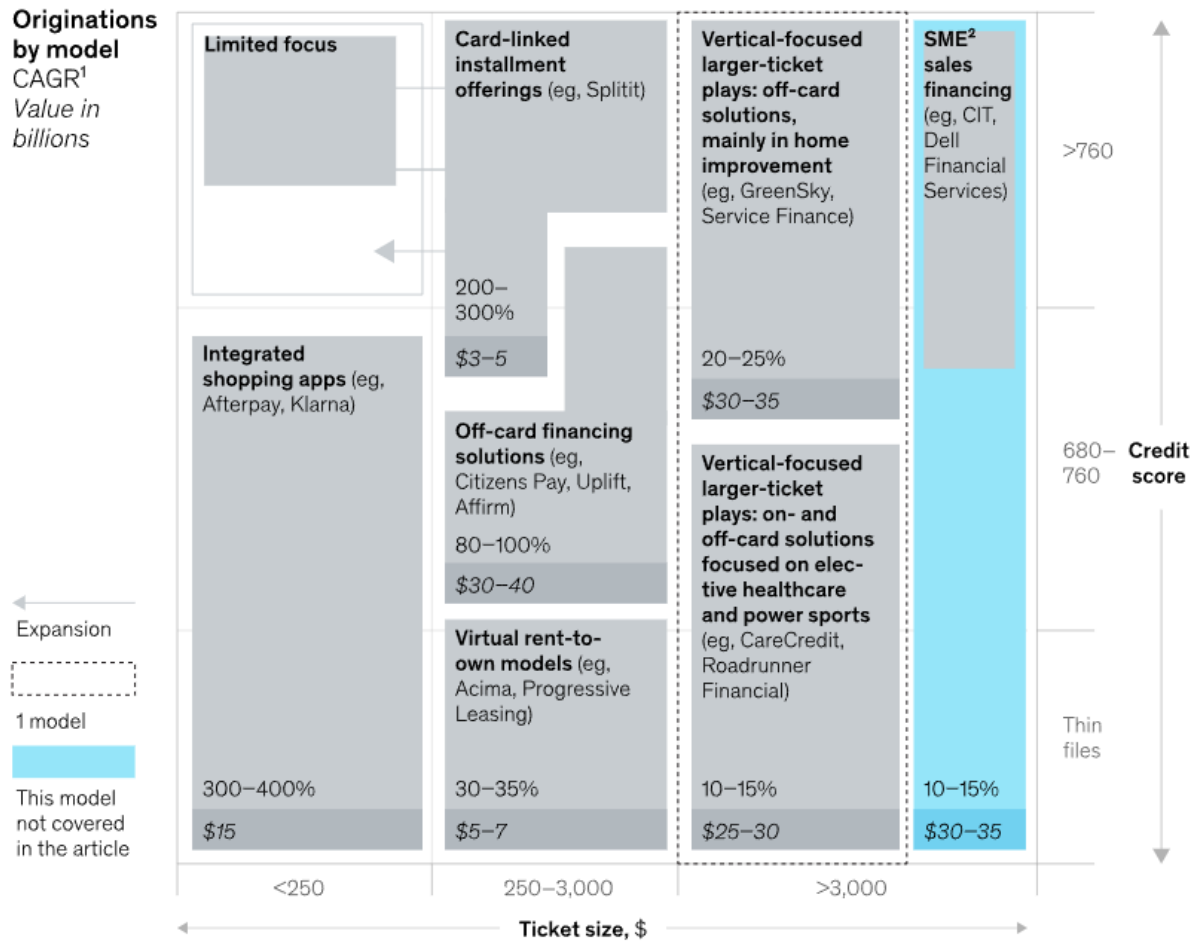 Originations
by model
CAGR¹
Value in
billions
Limited focus
Card-linked
installment
offerings (eg, Splitit)
200–
300%
$3–5
Vertical-focused
larger-ticket
plays: off-card
solutions,
mainly in home
improvement
(eg, GreenSky,
Service Finance)
20–25%
$30–35
SME²
sales
financing
(eg, CIT,
Dell
Financial
Services)
10–15%
$30–35
Integrated
shopping apps (eg,
Afterpay, Klarna)
300–400%
$15
Off-card financing
solutions (eg,
Citizens Pay, Uplift,
Affirm)
80–100%
$30–40
Virtual rent-to-
own models (eg,
Acima, Progressive
Leasing)
30–35%
$5–7
Vertical-focused
larger-ticket
plays: on- and
off-card solutions
focused on elec-
tive healthcare
and power sports
(eg, CareCredit,
Roadrunner
Financial)
10–15%
$25–30
>760
680–
760
Thin
files
Credit
score
Expansion
1 model
This model
not covered
in the article
<250
250–3,000
>3,000
Ticket size, $